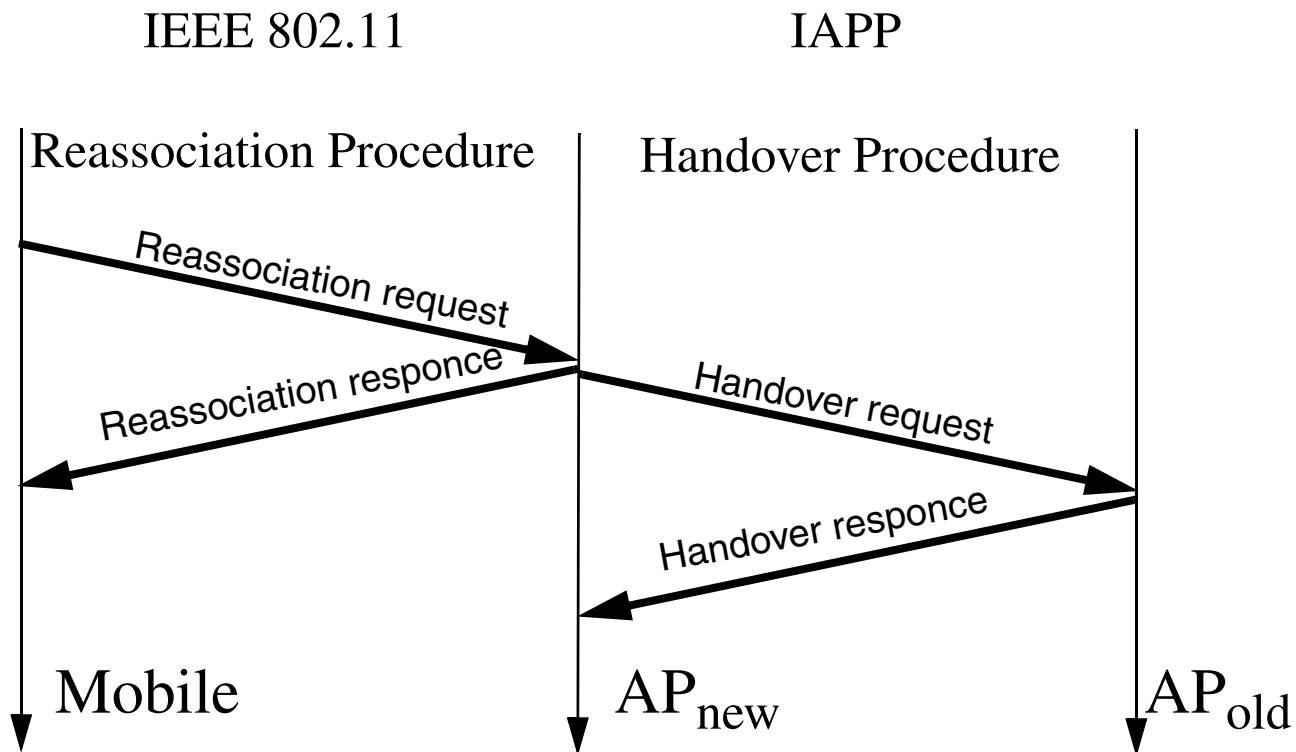 IEEE 802.11
IAPP
Reassociation Procedure
Handover Procedure
Reassociation request
Reassociation responce
Handover request
Handover responce
Mobile
APnew
APold